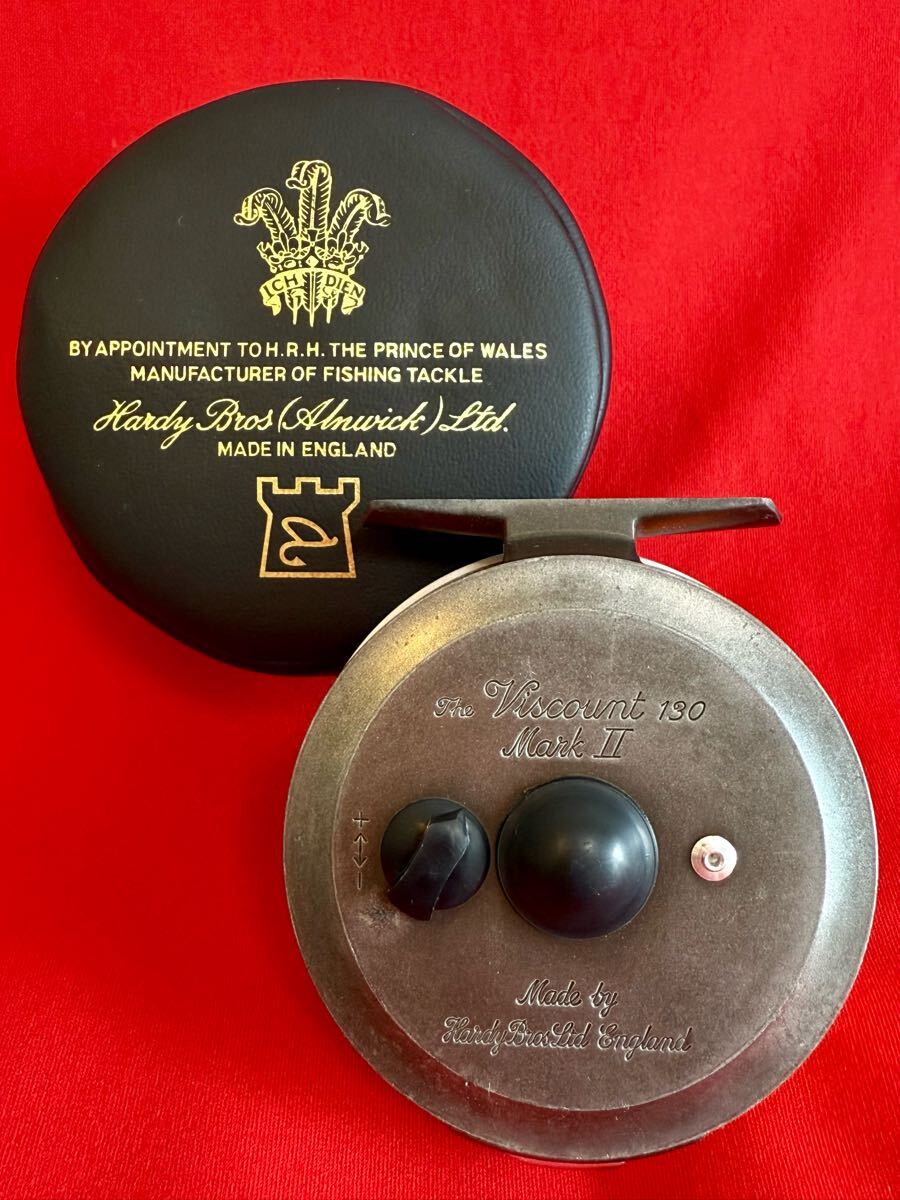 ICH DIEN
BY APPOINTMENT TO H.R.H. THE PRINCE OF WALES
MANUFACTURER OF FISHING TACKLE
Hardy Bros (Alnwick) Ltd.
MADE IN ENGLAND
The Viscount 130
Mark II
+
-
Made by
Hardy Bros Ltd England